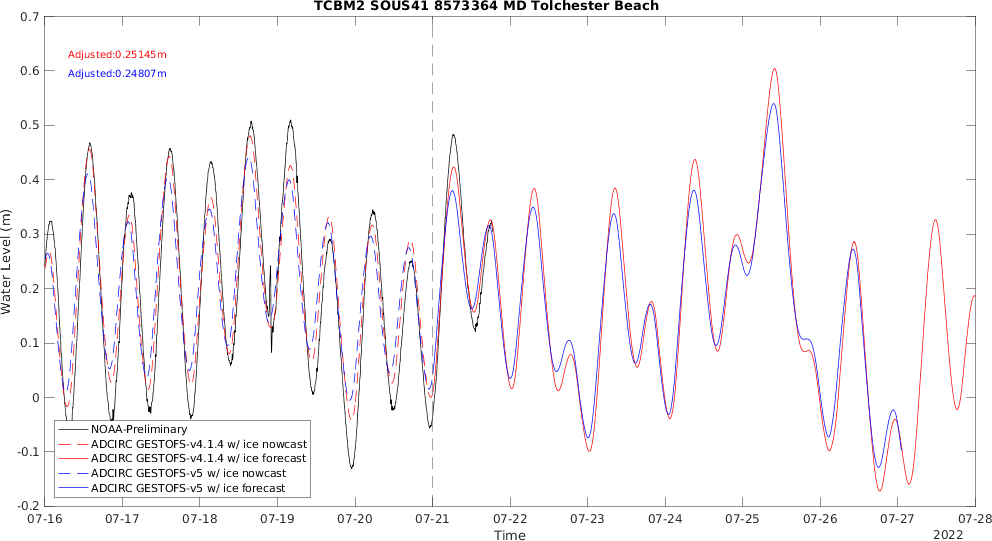 TCBM2 SOUS41 8573364 MD Tolchester Beach
0.7
0.6
0.5
0.4
0.3
0.2
0.1
0
-0.1
-0.2
Water Level (m)
Adjusted:0.25145m
Adjusted:0.24807m
NOAA-Preliminary
ADCIRC GESTOFS-v4.1.4 w/ ice nowcast
ADCIRC GESTOFS-v4.1.4 w/ ice forecast
ADCIRC GESTOFS-v5 w/ ice nowcast
ADCIRC GESTOFS-v5 w/ ice forecast
07-16 07-17 07-18 07-19 07-20 07-21 07-22 07-23 07-24 07-25 07-26 07-27 07-28
Time
2022